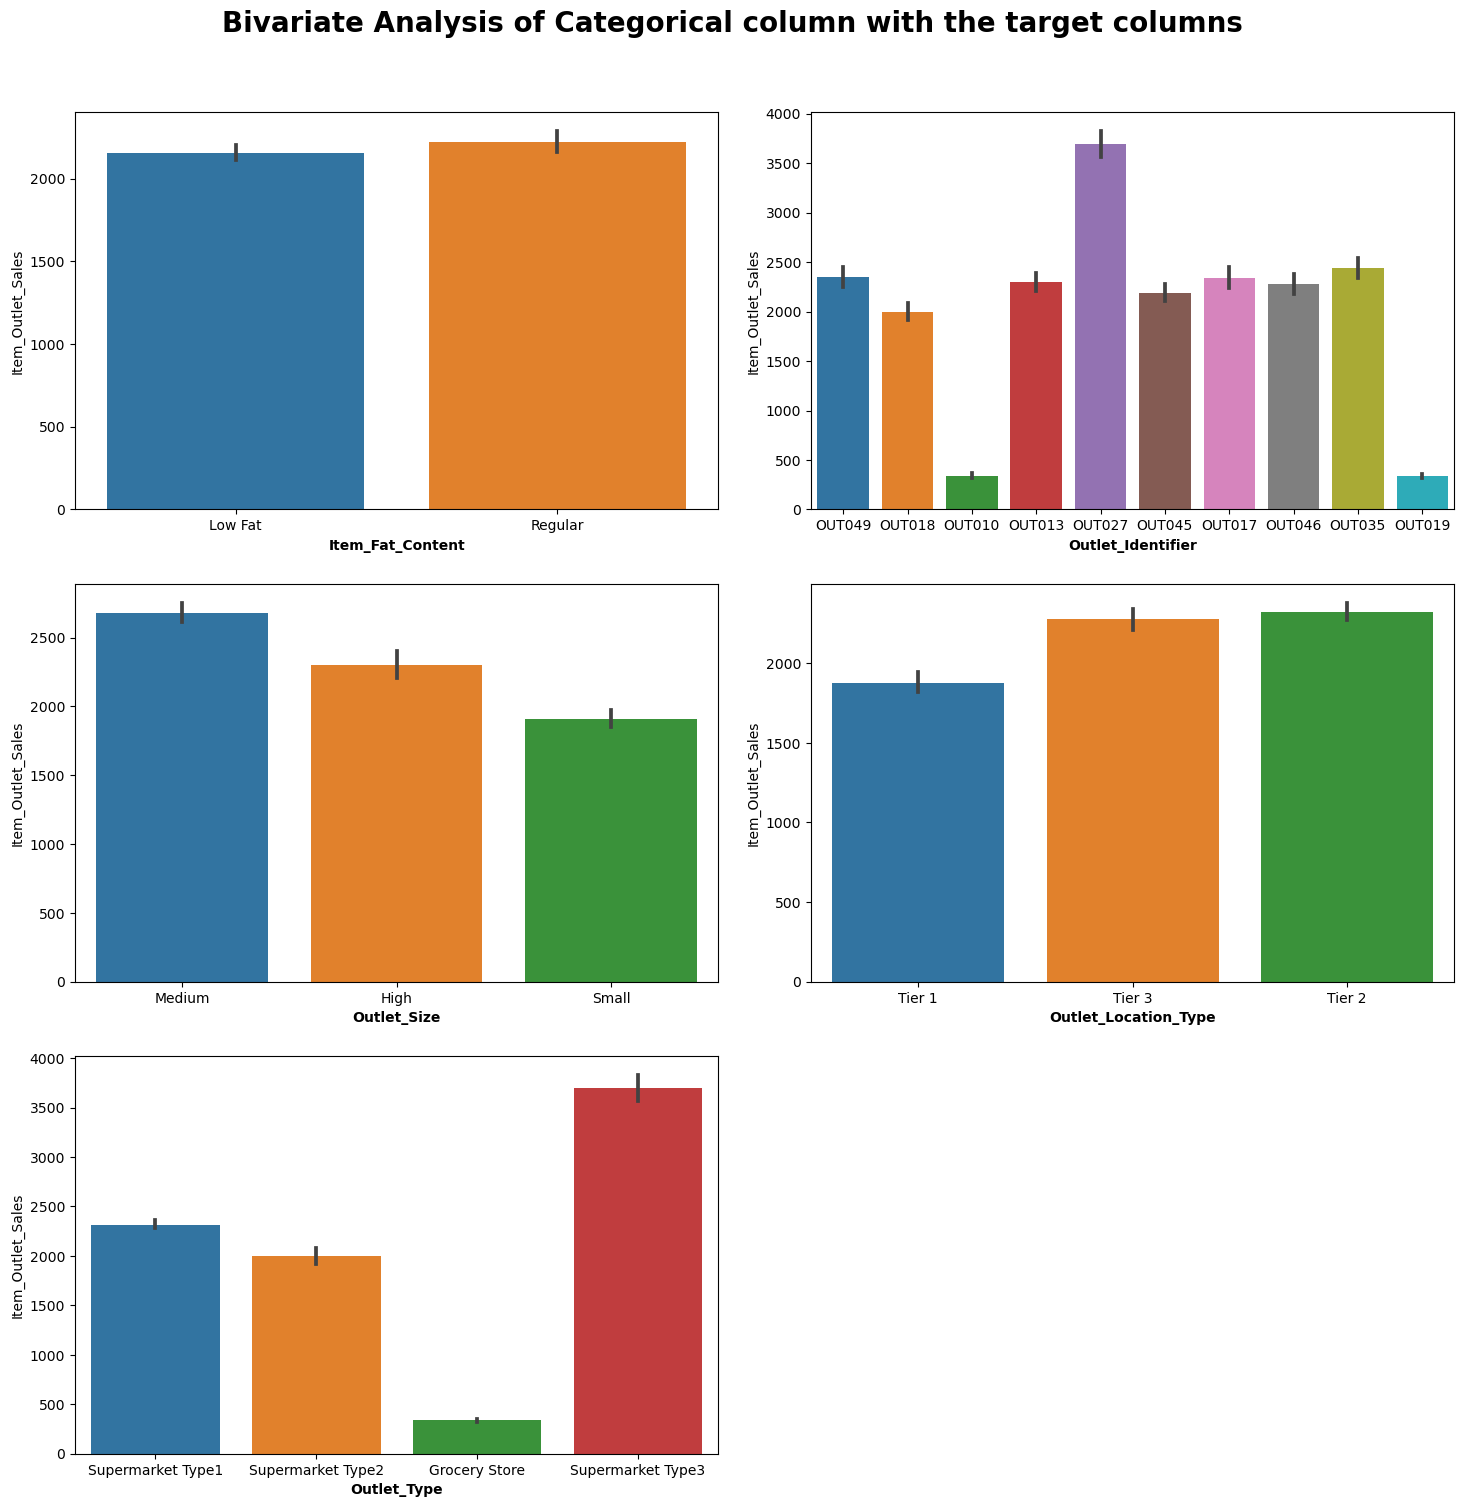 Bivariate Analysis of Categorical column with the target columns
Item_Outlet_Sales
2000
1500
1000
500
0
Low Fat Regular
Item_Fat_Content
Item_Outlet_Sales
4000
3500
3000
2500
2000
1500
1000
500
0
OUT049 OUT018 OUT010 OUT013 OUT027 OUT045 OUT017 OUT046 OUT035 OUT019
Outlet_Identifier
Item_Outlet_Sales
2500
2000
1500
1000
500
0
Medium High Small
Outlet_Size
Item_Outlet_Sales
2000
1500
1000
500
0
Tier 1 Tier 3 Tier 2
Outlet_Location_Type
Item_Outlet_Sales
4000
3500
3000
2500
2000
1500
1000
500
0
Supermarket Type1 Supermarket Type2 Grocery Store Supermarket Type3
Outlet_Type